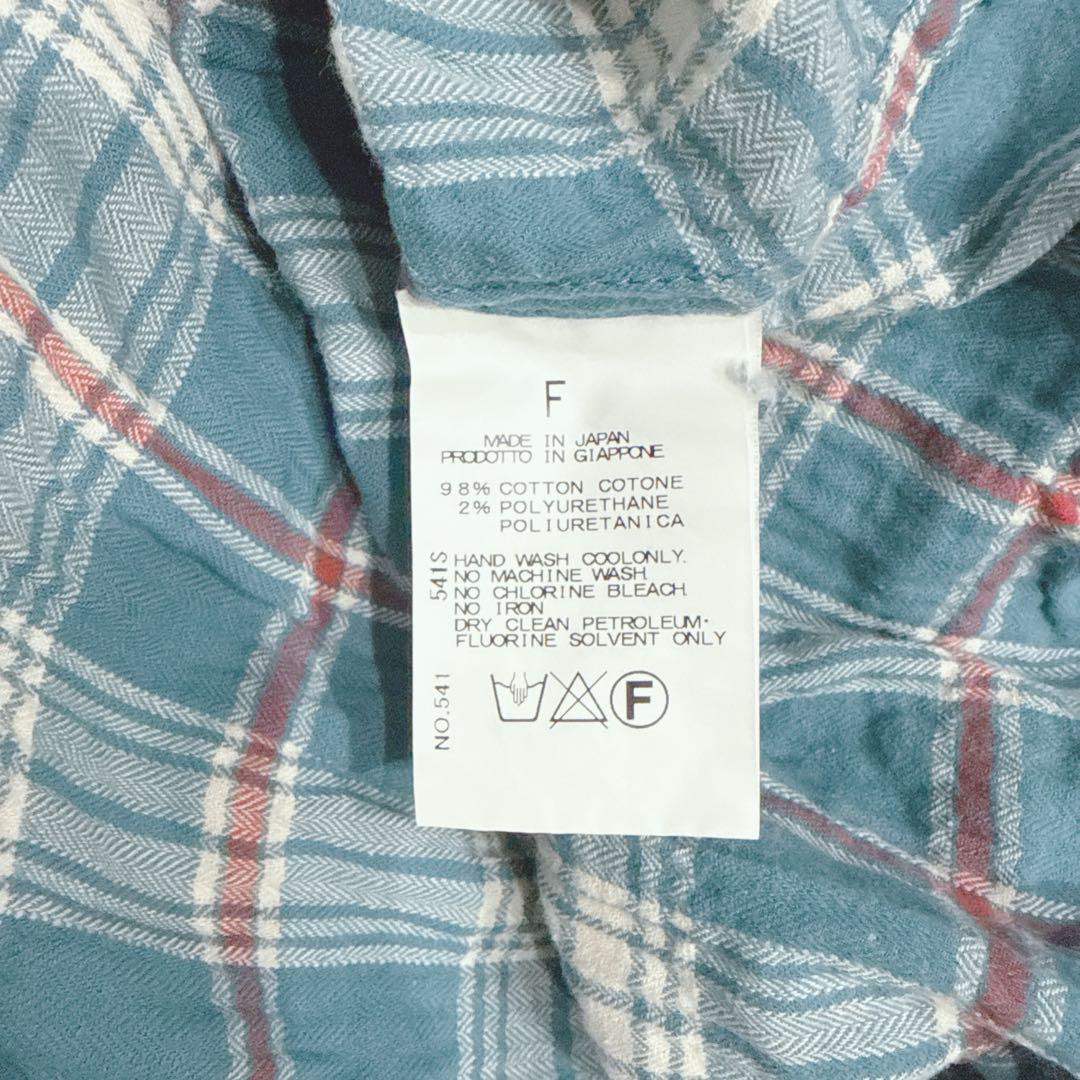 F
MADE IN JAPAN
PRODOTTO IN GIAPPONE
98% COTTON COTONE
2% POLYURETHANE
POLIURETANICA
HAND WASH COOLONLY.
NO MACHINE WASH
NO CHLORINE BLEACH
NO IRON
DRY CLEAN PETROLEUM·
FLUORINE SOLVENT ONLY
F
NO.541
541S